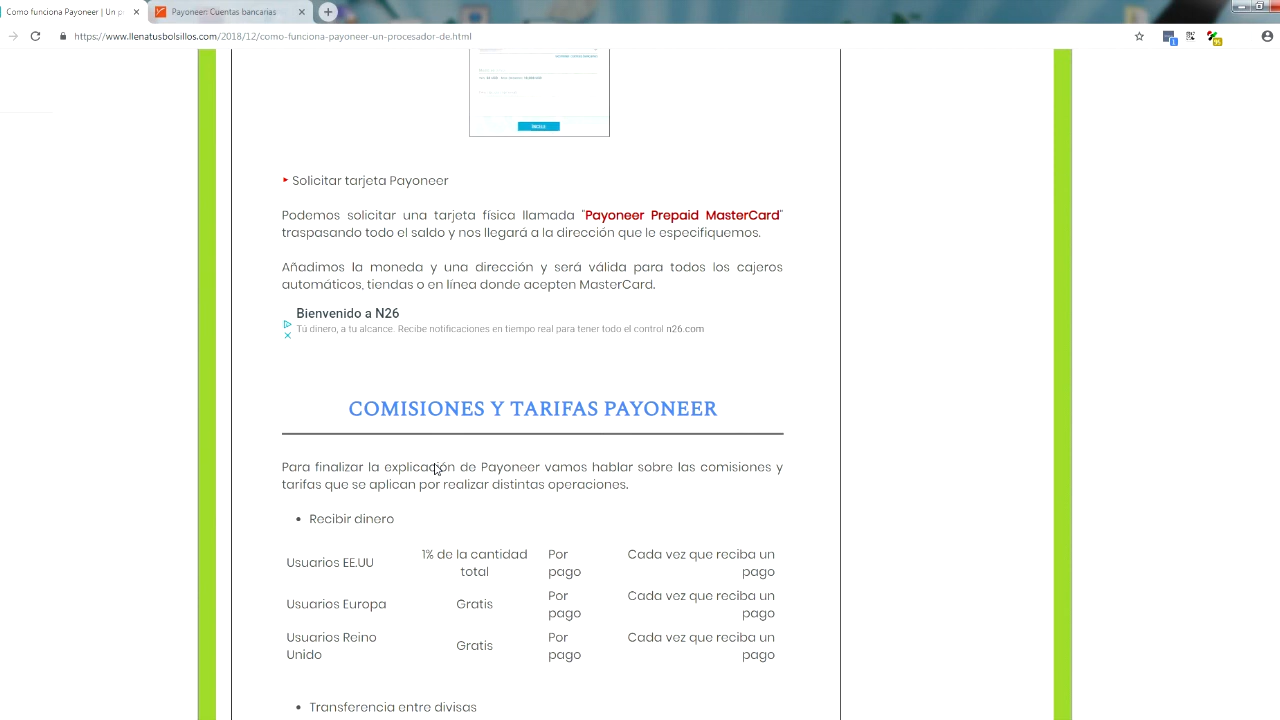 Como funciona Payoneer | Un p
Payoneer: Cuentas bancarias
https://www.llenatusbolsillos.com/2018/12/como-funciona-payoneer-un-procesador-de.html
Solicitar tarjeta Payoneer
Podemos solicitar una tarjeta física llamada "Payoneer Prepaid MasterCard"
traspasando todo el saldo y nos llegará a la dirección que le especifiquemos.
Añadimos la moneda y una dirección y será válida para todos los cajeros
automáticos, tiendas o en línea donde acepten MasterCard.
Bienvenido a N26
Tú dinero, a tu alcance. Recibe notificaciones en tiempo real para tener todo el control n26.com
COMISIONES Y TARIFAS PAYONEER
Para finalizar la explicación de Payoneer vamos hablar sobre las comisiones y
tarifas que se aplican por realizar distintas operaciones.
• Recibir dinero
Usuarios EE.UU 1% de la cantidad total Por pago Cada vez que reciba un pago
Usuarios Europa Gratis Por pago Cada vez que reciba un pago
Usuarios Reino Unido Gratis Por pago Cada vez que reciba un pago
• Transferencia entre divisas